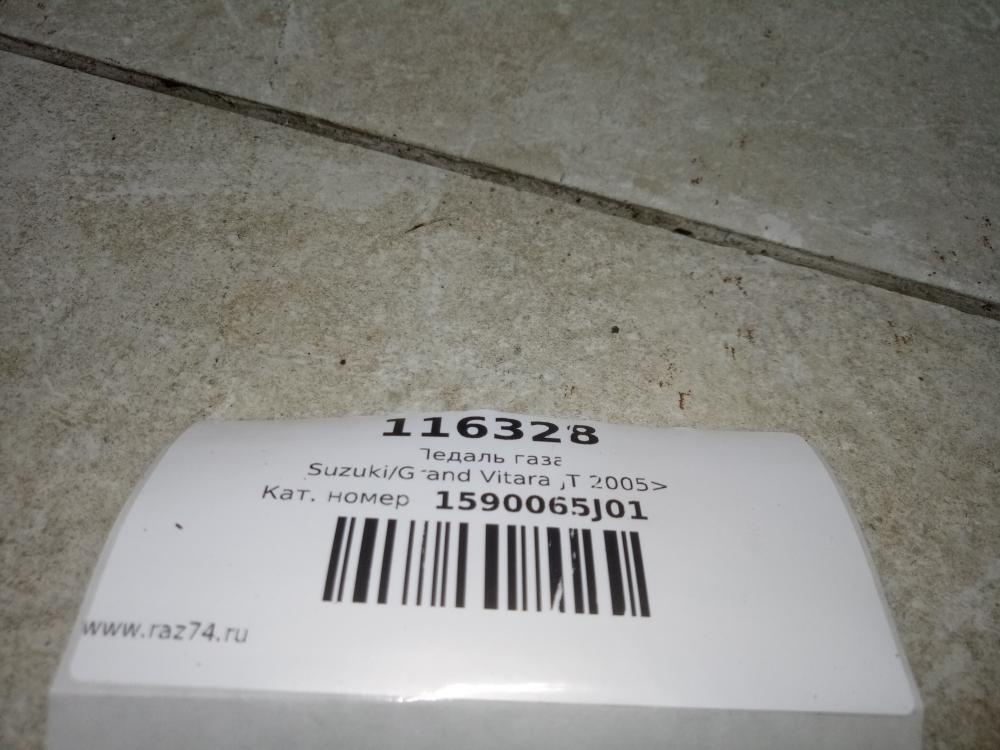 116328
Педаль газа
Suzuki/Grand Vitara JT 2005>
Кат. номер 1590065J01
www.raz74.ru